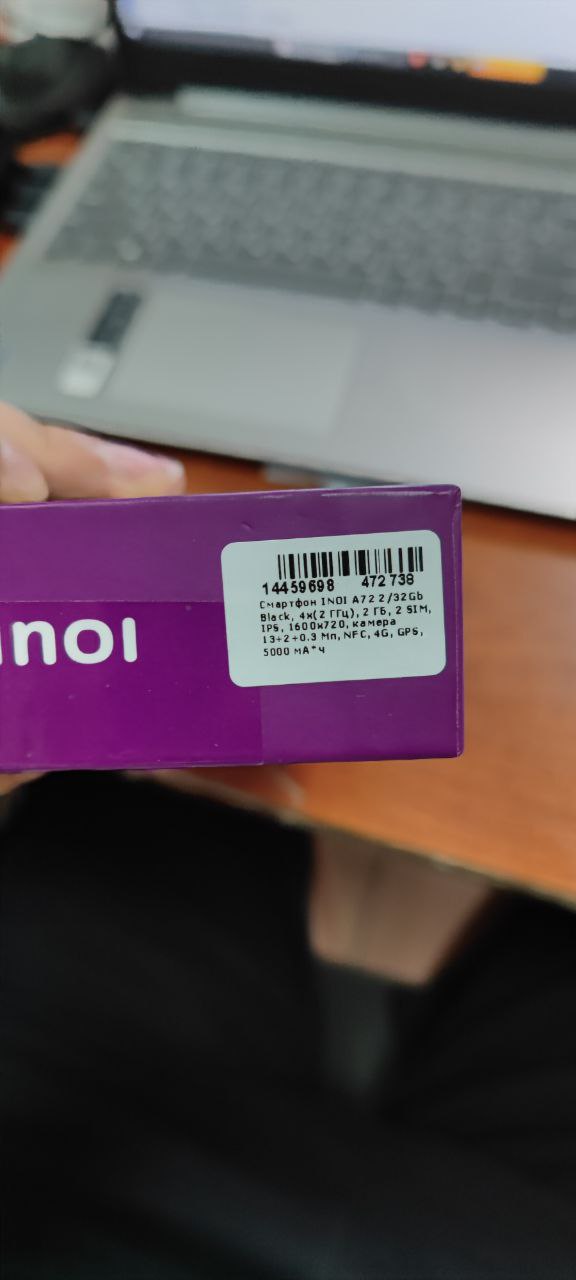 inoi
14459698 472738
Смартфон INOI A72 2/32Gb
Black, 4x(2 ГГц), 2 ГБ, 2 SIM,
IPS, 1600x720, камера
13+2+0.3 Мп, NFC, 4G, GPS,
5000 мА*ч